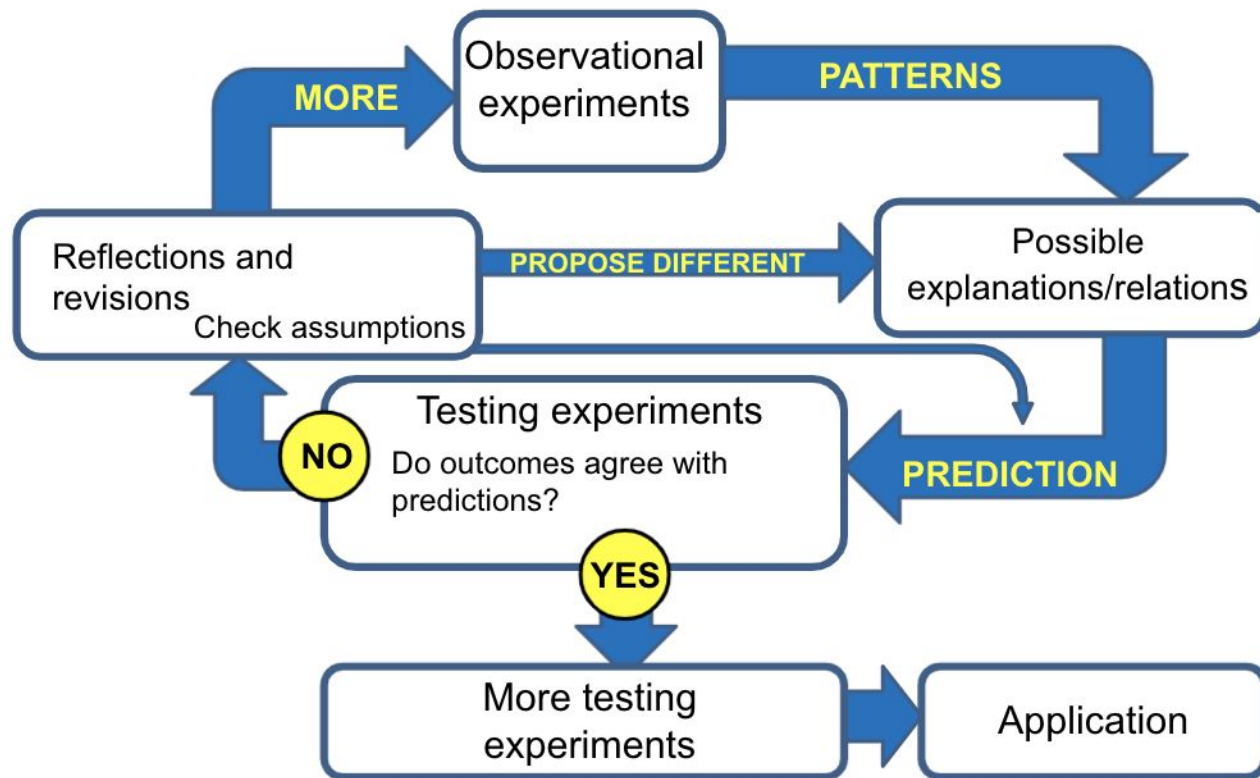 Observational
experiments
MORE
PATTERNS
Reflections and
revisions
Check assumptions
PROPOSE DIFFERENT
Possible
explanations/relations
Testing experiments
Do outcomes agree with
predictions?
NO
PREDICTION
YES
More testing
experiments
Application